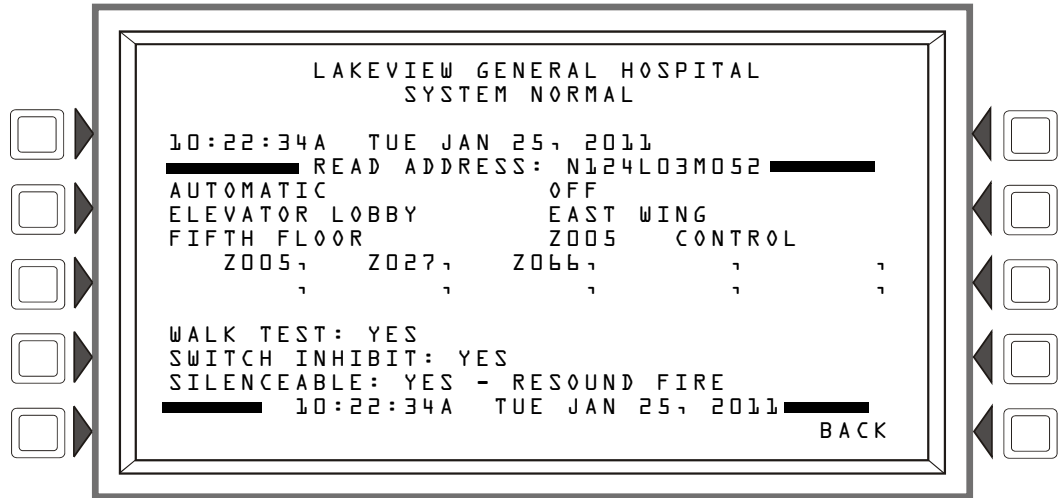 LAKEVIEW GENERAL HOSPITAL
SYSTEM NORMAL
10:22:34A TUE JAN 25, 2011
READ ADDRESS: N124L03M052
AUTOMATIC OFF
ELEVATOR LOBBY EAST WING
FIFTH FLOOR Z005 CONTROL
Z005, Z027, Z066, , ,
, , , , ,
WALK TEST: YES
SWITCH INHIBIT: YES
SILENCEABLE: YES - RESOUND FIRE
10:22:34A TUE JAN 25, 2011
BACK